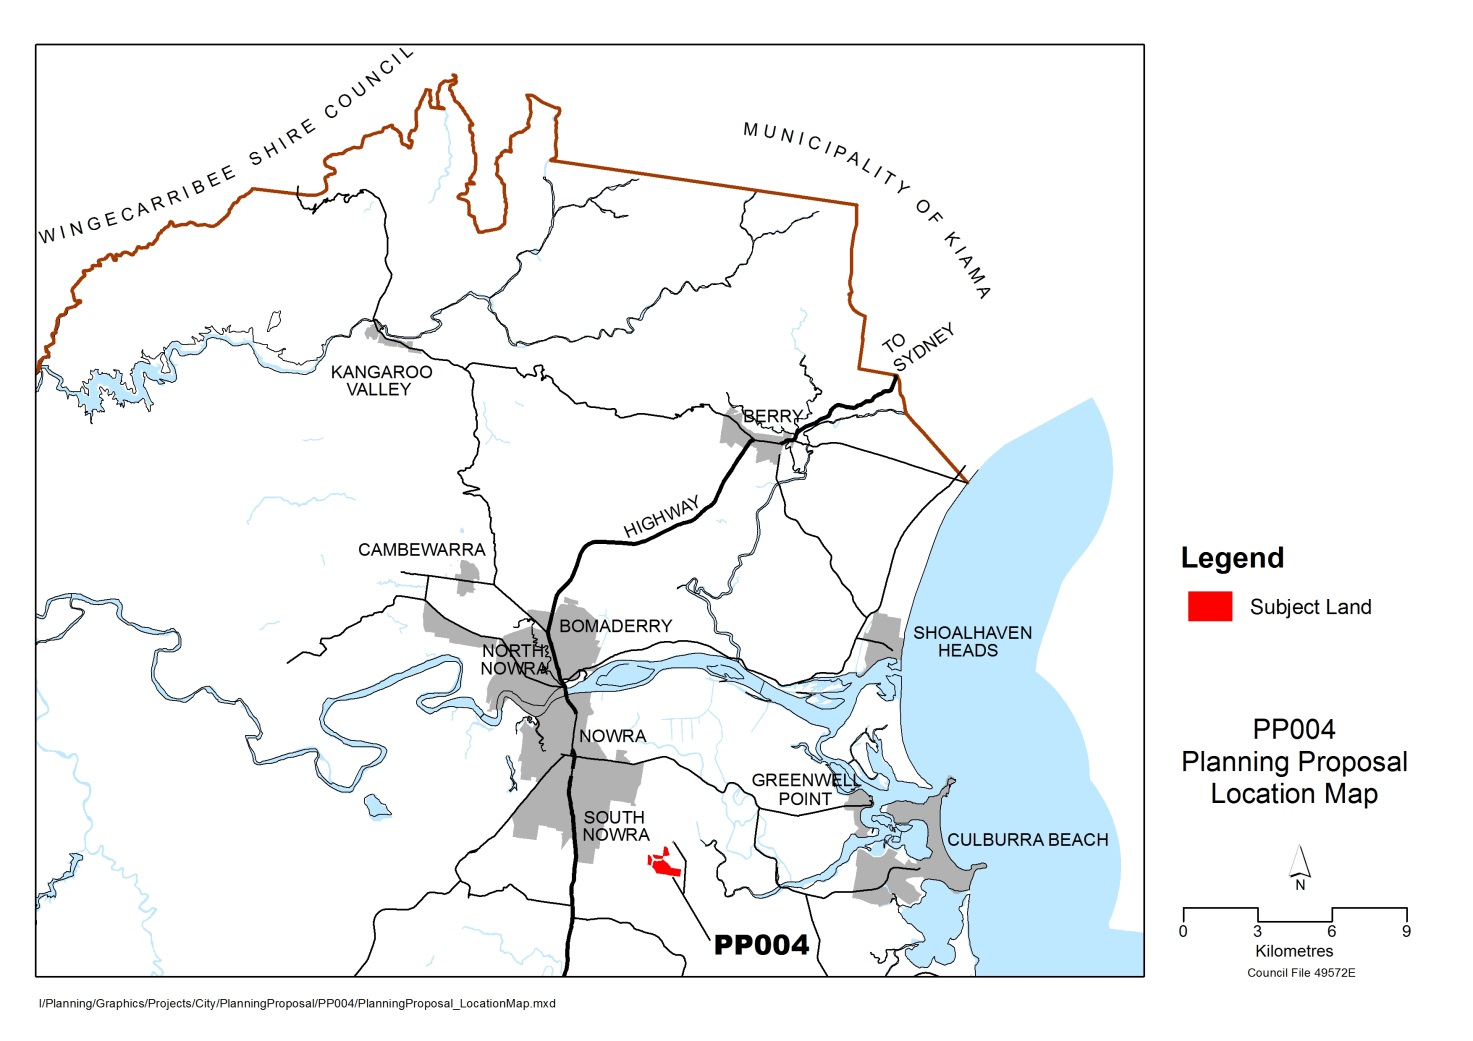 WINGECARRIBEE SHIRE COUNCIL
MUNICIPALITY OF KIAMA
TO
SYDNEY
KANGAROO
VALLEY
BERRY
HIGHWAY
CAMBEWARRA
BOMADERRY
SHOALHAVEN
HEADS
NORTH
NOWRA
NOWRA
GREENWELL
POINT
SOUTH
NOWRA
CULBURRA BEACH
PP004
Legend
Subject Land
PP004
Planning Proposal
Location Map
N
0 3 6 9
Kilometres
Council File 49572E
I/Planning/Graphics/Projects/City/PlanningProposal/PP004/PlanningProposal_LocationMap.mxd